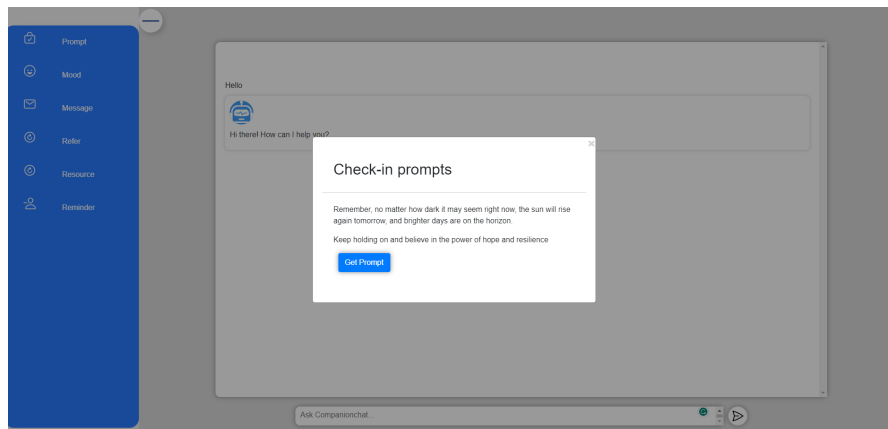 Prompt
Mood
Message
Refer
Resource
Reminder
Hello
Hi there! How can I help you?
Check-in prompts
Remember, no matter how dark it may seem right now, the sun will rise
again tomorrow, and brighter days are on the horizon.
Keep holding on and believe in the power of hope and resilience
Get Prompt
Ask Companionchat...